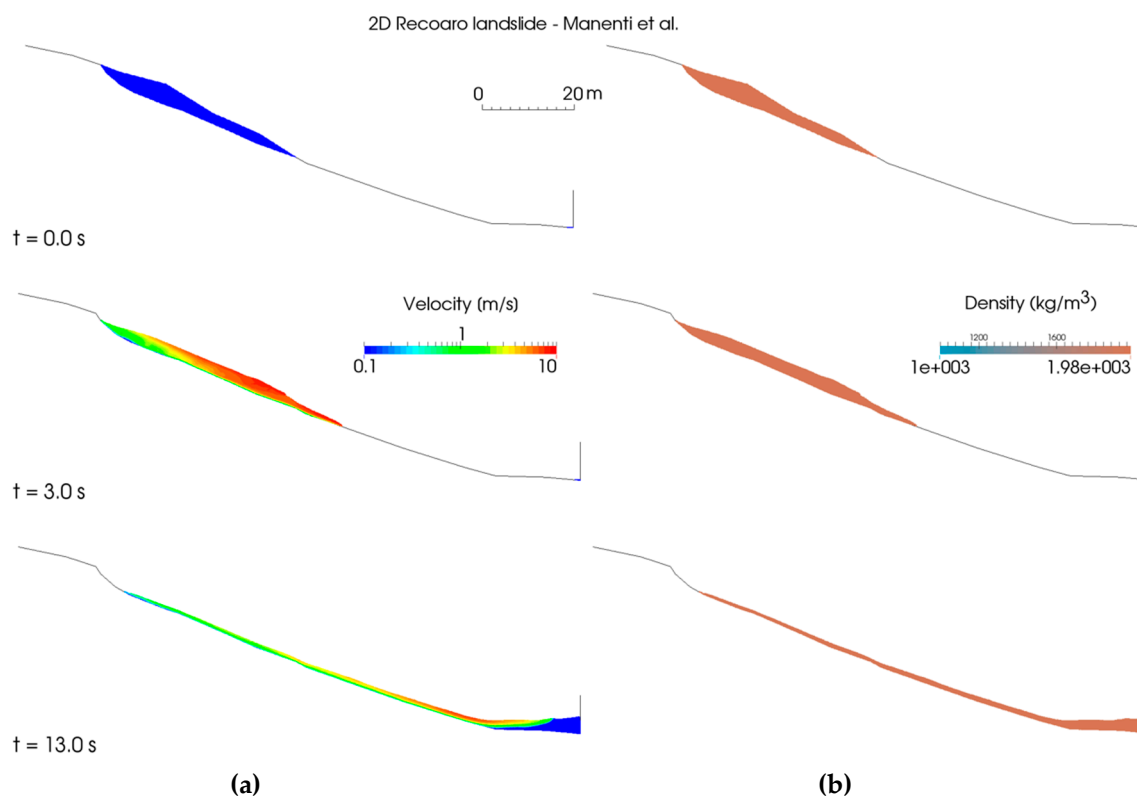 2D Recoaro landslide - Manenti et al.
0 20 m
t = 0.0 s
Velocity (m/s)
1
0.1 10
Density (kg/m³)
1200 1600
1e+003 1.98e+003
t = 3.0 s
t = 13.0 s
(a) (b)